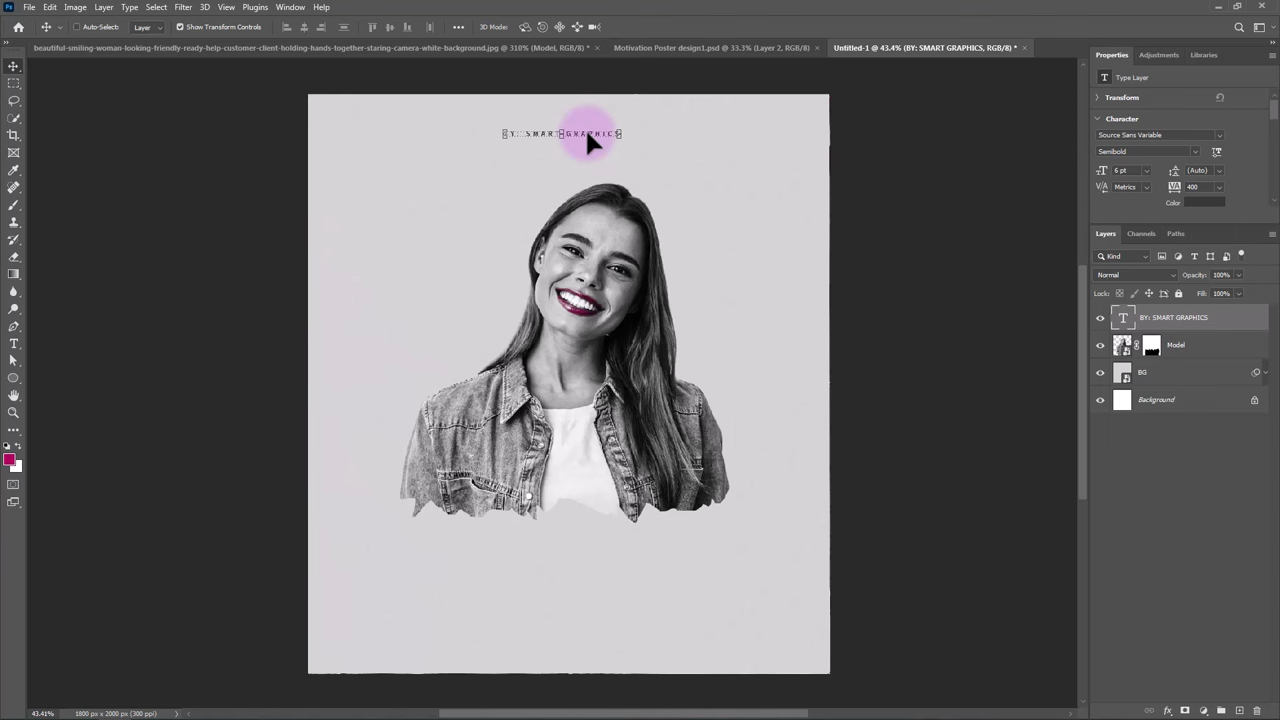 Ps File Edit Image Layer Type Select Filter 3D View Plugins Window Help
Auto-Select: Layer Show Transform Controls 3D Mode:
beautiful-smiling-woman-looking-friendly-ready-help-customer-client-holding-hands-together-staring-camera-white-background.jpg @ 310% (Model, RGB/8) * × Motivation Poster design1.psd @ 33.3% (Layer 2, RGB/8) × Untitled-1 @ 43.4% (BY: SMART GRAPHICS, RGB/8) * ×
Properties Adjustments Libraries
T Type Layer
Transform
Character
Source Sans Variable
Semibold
6 pt (Auto)
Metrics 400
Color
BY: SMART GRAPHICS
Layers Channels Paths
Kind
Normal Opacity: 100%
Lock: Fill: 100%
T BY: SMART GRAPHICS
Model
BG
Background
43.41% 1800 px x 2000 px (300 ppi)